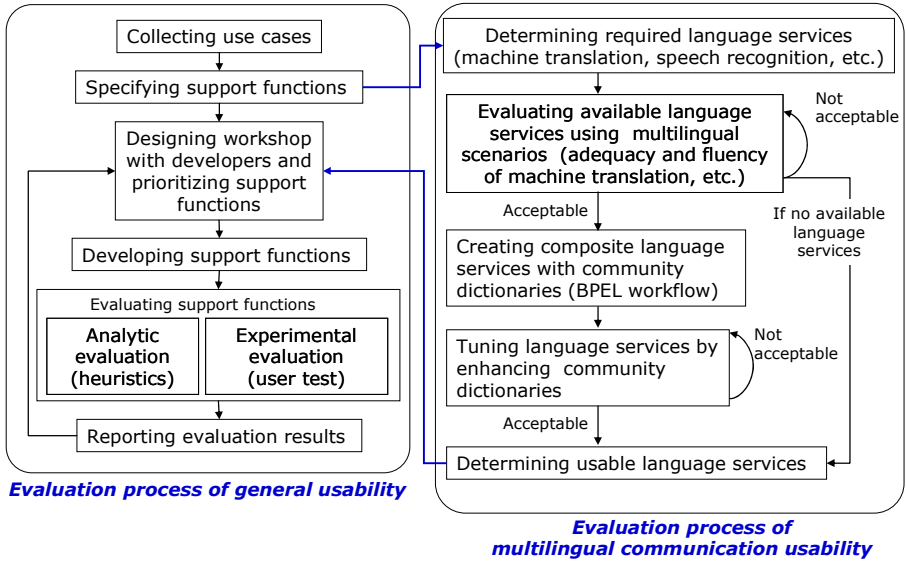 Collecting use cases
Specifying support functions
Designing workshop
with developers and
prioritizing support
functions
Developing support functions
Evaluating support functions
Analytic
evaluation
(heuristics)
Experimental
evaluation
(user test)
Reporting evaluation results
Evaluation process of general usability
Determining required language services
(machine translation, speech recognition, etc.)
Evaluating available language
services using multilingual
scenarios (adequacy and fluency
of machine translation, etc.)
Not
acceptable
Acceptable
If no available
language
services
Creating composite language
services with community
dictionaries (BPEL workflow)
Tuning language services by
enhancing community
dictionaries
Not
acceptable
Acceptable
Determining usable language services
Evaluation process of
multilingual communication usability